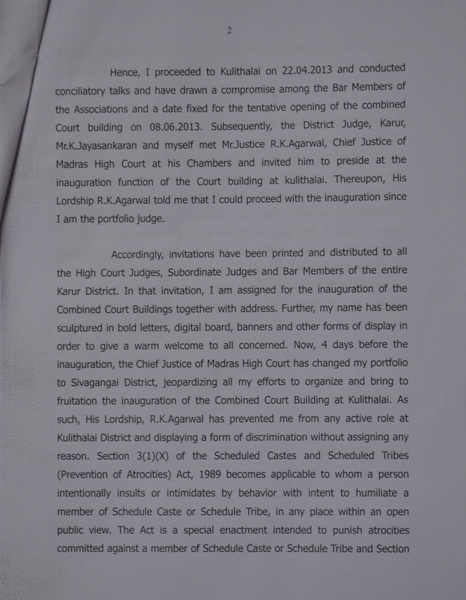 2
Hence, I proceeded to Kulithalai on 22.04.2013 and conducted
conciliatory talks and have drawn a compromise among the Bar Members of
the Associations and a date fixed for the tentative opening of the combined
Court building on 08.06.2013. Subsequently, the District Judge, Karur,
Mr.K.Jayasankaran and myself met Mr.Justice R.K.Agarwal, Chief Justice of
Madras High Court at his Chambers and invited him to preside at the
inauguration function of the Court building at kulithalai. Thereupon, His
Lordship R.K.Agarwal told me that I could proceed with the inauguration since
I am the portfolio judge.
Accordingly, invitations have been printed and distributed to all
the High Court Judges, Subordinate Judges and Bar Members of the entire
Karur District. In that invitation, I am assigned for the inauguration of the
Combined Court Buildings together with address. Further, my name has been
sculptured in bold letters, digital board, banners and other forms of display in
order to give a warm welcome to all concerned. Now, 4 days before the
inauguration, the Chief Justice of Madras High Court has changed my portfolio
to Sivagangai District, jeopardizing all my efforts to organize and bring to
fruitation the inauguration of the Combined Court Building at Kulithalai. As
such, His Lordship, R.K.Agarwal has prevented me from any active role at
Kulithalai District and displaying a form of discrimination without assigning any
reason. Section 3(1)(X) of the Scheduled Castes and Scheduled Tribes
(Prevention of Atrocities) Act, 1989 becomes applicable to whom a person
intentionally insults or intimidates by behavior with intent to humiliate a
member of Schedule Caste or Schedule Tribe, in any place within an open
public view. The Act is a special enactment intended to punish atrocities
committed against a member of Schedule Caste or Schedule Tribe and Section